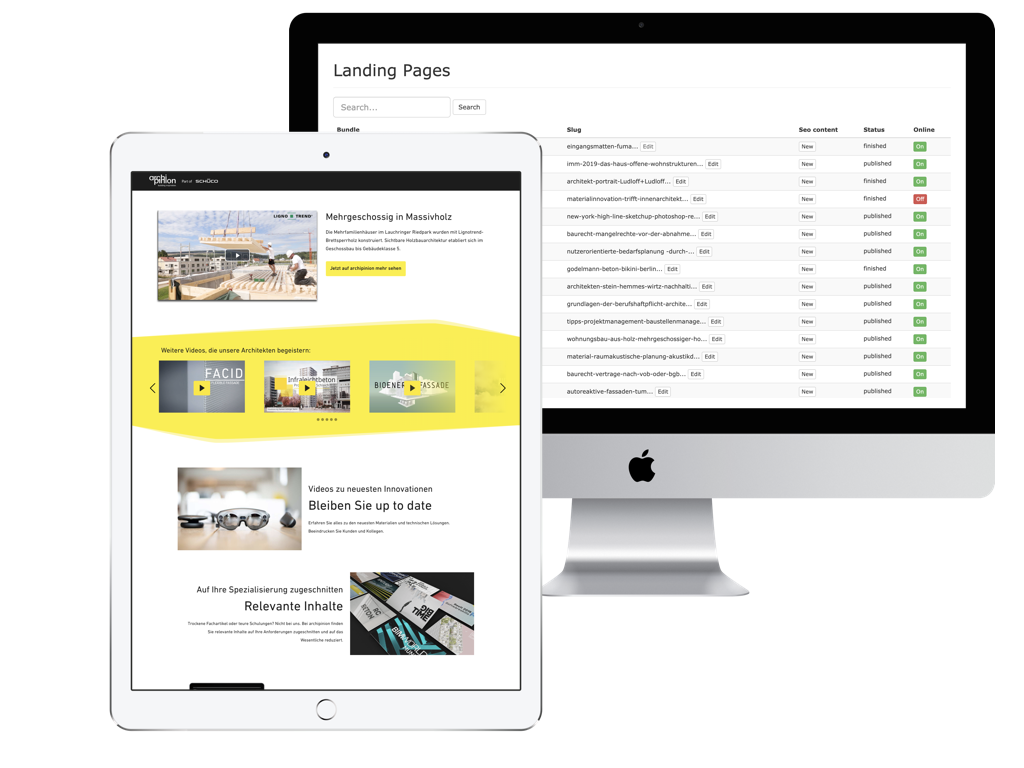 Landing Pages
Search...
Search
Bundle
Slug
Seo content
Status
Online
eingangsmatten-fuma... Edit New finished On
imm-2019-das-haus-offene-wohnstrukturen... Edit New published On
architekt-portrait-Ludloff+Ludloff... Edit New finished On
materialinnovation-trifft-innenarchitekt... Edit New finished Off
new-york-high-line-sketchup-photoshop-re... Edit New published On
baurecht-mangelrechte-vor-der-abnahme... Edit New published On
nutzerorientierte-bedarfsplanung -durch-... Edit New published On
godelmann-beton-bikini-berlin... Edit New finished On
architekten-stein-hemmes-wirtz-nachhalti... Edit New published On
grundlagen-der-berufshaftpflicht-archite... Edit New published On
tipps-projektmanagement-baustellenmanage... Edit New published On
wohnungsbau-aus-holz-mehrgeschossiger-ho... Edit New published On
material-raumakustische-planung-akustikd... Edit New published On
baurecht-vertrage-nach-vob-oder-bgb... Edit New published On
autoreaktive-fassaden-tum... Edit New published On
archi
pinion
Part of SCHÜCO
LIGNO TREND
Mehrgeschossig in Massivholz
Die Mehrfamilienhäuser im Lauchringer Riedpark wurden mit Lignotrend-
Brettsperrholz konstruiert. Sichtbare Holzbauarchitektur etabliert sich im
Geschossbau bis Gebäudeklasse 5.
Jetzt auf archipinion mehr sehen
Weitere Videos, die unsere Architekten begeistern:
FACID
Infraleichtbeton
BIOENER FASSADE
Videos zu neuesten Innovationen
Bleiben Sie up to date
Erfahren Sie alles zu den neuesten Materialien und technischen Lösungen.
Beeindrucken Sie Kunden und Kollegen.
Auf Ihre Spezialisierung zugeschnitten
Relevante Inhalte
Trockene Fachartikel oder teure Schulungen? Nicht bei uns. Bei archipinion finden
Sie relevante Inhalte auf Ihre Anforderungen zugeschnitten und auf das
Wesentliche reduziert.
BIG
TIME
BIM WORLD